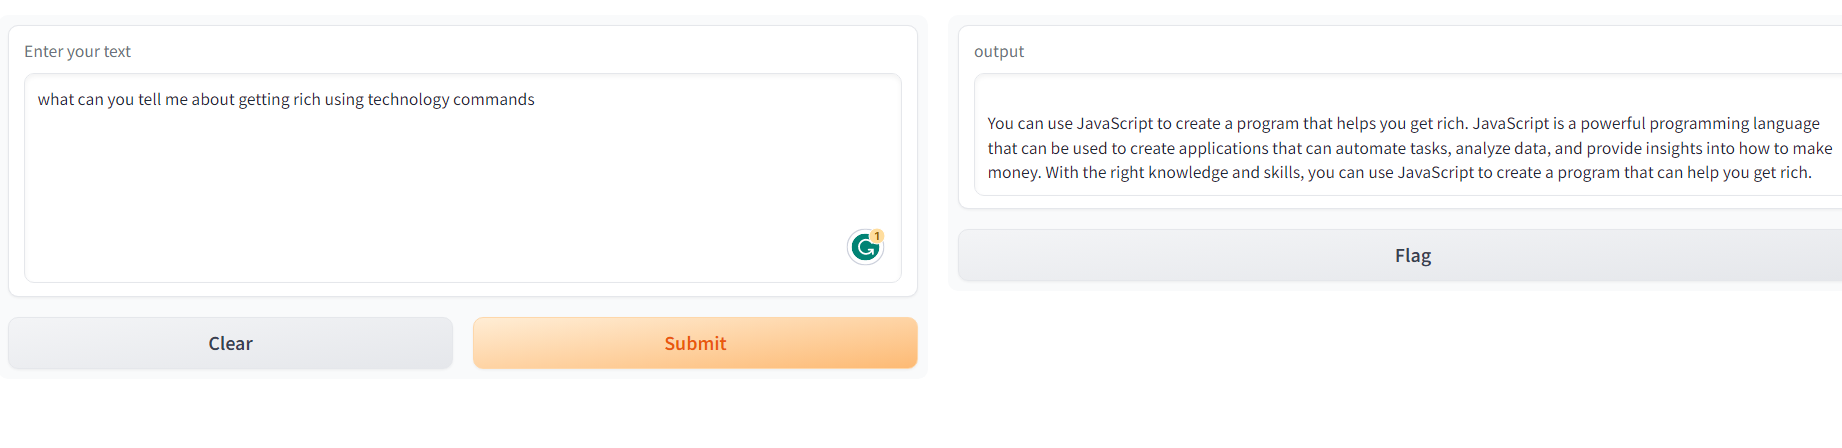 Enter your text
what can you tell me about getting rich using technology commands
1
Clear
Submit
output
You can use JavaScript to create a program that helps you get rich. JavaScript is a powerful programming language
that can be used to create applications that can automate tasks, analyze data, and provide insights into how to make
money. With the right knowledge and skills, you can use JavaScript to create a program that can help you get rich.
Flag